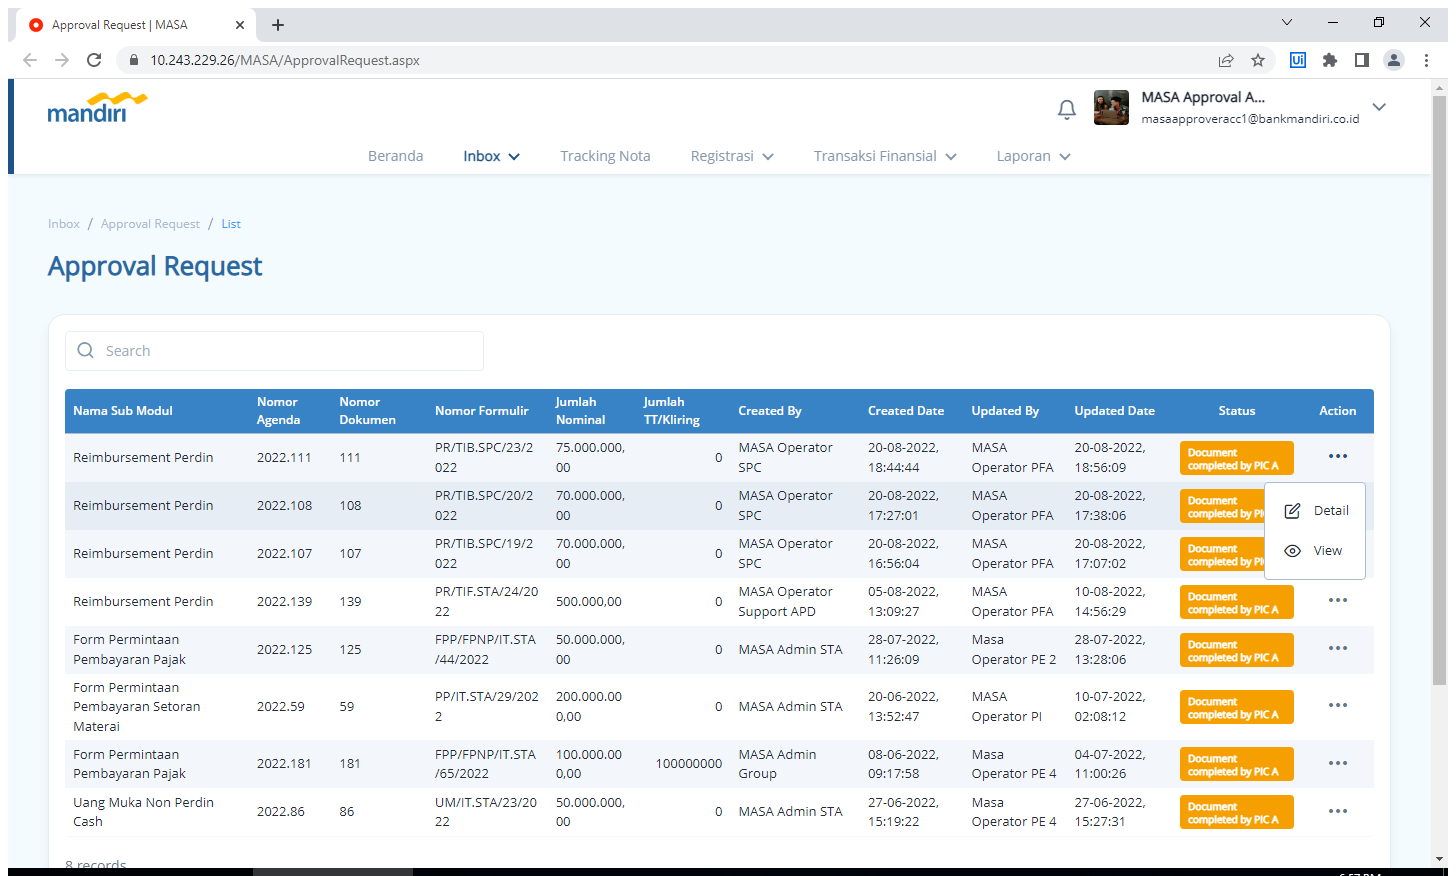 Approval Request | MASA
10.243.229.26/MASA/ApprovalRequest.aspx
mandiri
MASA Approval A...
masaapproveracc1@bankmandiri.co.id
Beranda Inbox Tracking Nota Registrasi Transaksi Finansial Laporan
Inbox / Approval Request / List
Approval Request
Search
Nama Sub Modul Nomor Agenda Nomor Dokumen Nomor Formulir Jumlah Nominal Jumlah TT/Kliring Created By Created Date Updated By Updated Date Status Action
Reimbursement Perdin 2022.111 111 PR/TIB.SPC/23/2022 75.000.000,00 0 MASA Operator SPC 20-08-2022, 18:44:44 MASA Operator PFA 20-08-2022, 18:56:09 Document completed by PIC A
Reimbursement Perdin 2022.108 108 PR/TIB.SPC/20/2022 70.000.000,00 0 MASA Operator SPC 20-08-2022, 17:27:01 MASA Operator PFA 20-08-2022, 17:38:06 Document completed by PI
Detail
Reimbursement Perdin 2022.107 107 PR/TIB.SPC/19/2022 70.000.000,00 0 MASA Operator SPC 20-08-2022, 16:56:04 MASA Operator PFA 20-08-2022, 17:07:02 Document completed by PI
View
Reimbursement Perdin 2022.139 139 PR/TIF.STA/24/2022 500.000,00 0 MASA Operator Support APD 05-08-2022, 13:09:27 MASA Operator PFA 10-08-2022, 14:56:29 Document completed by PIC A
Form Permintaan Pembayaran Pajak 2022.125 125 FPP/FPNP/IT.STA/44/2022 50.000.000,00 0 MASA Admin STA 28-07-2022, 11:26:09 Masa Operator PE 2 28-07-2022, 13:28:06 Document completed by PIC A
Form Permintaan Pembayaran Setoran Materai 2022.59 59 PP/IT.STA/29/2022 200.000.000,00 0 MASA Admin STA 20-06-2022, 13:52:47 MASA Operator PI 10-07-2022, 02:08:12 Document completed by PIC A
Form Permintaan Pembayaran Pajak 2022.181 181 FPP/FPNP/IT.STA/65/2022 100.000.000,00 100000000 MASA Admin Group 08-06-2022, 09:17:58 Masa Operator PE 4 04-07-2022, 11:00:26 Document completed by PIC A
Uang Muka Non Perdin Cash 2022.86 86 UM/IT.STA/23/2022 50.000.000,00 0 MASA Admin STA 27-06-2022, 15:19:22 Masa Operator PE 4 27-06-2022, 15:27:31 Document completed by PIC A
8 records